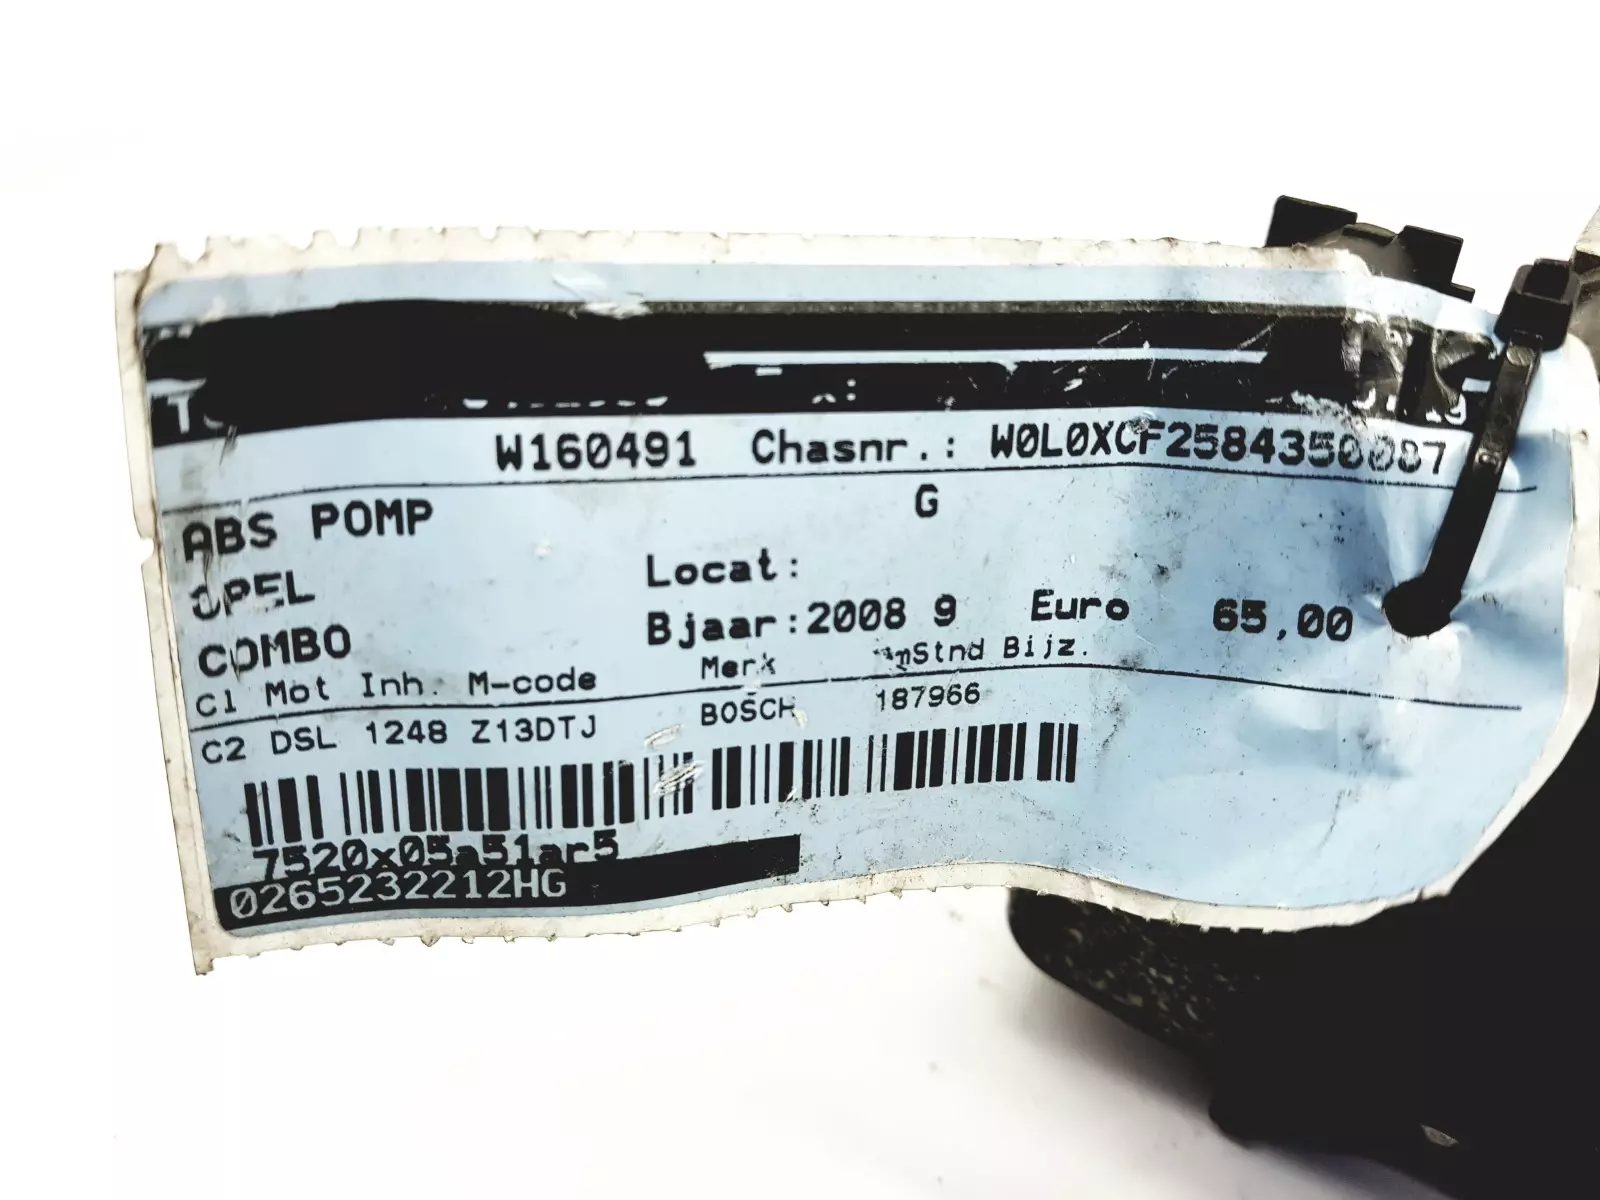 W160491 Chasnr.: W0L0XCF2584350087
ABS POMP G
OPEL Locat:
COMBO Bjaar:2008 9 Euro 65,00
Cl Mot Inh. M-code Merk kmStnd Bijz.
C2 DSL 1248 Z13DTJ BOSCH 187966
7520x05a51ar5
0265232212HG